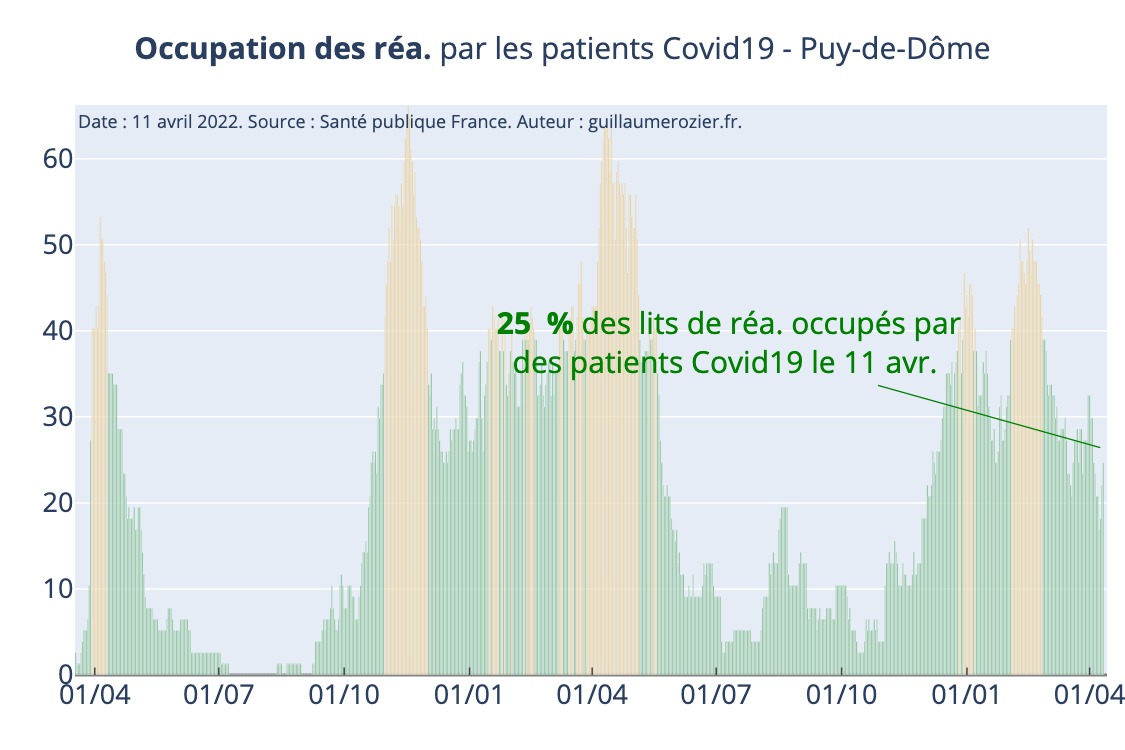 Occupation des réa. par les patients Covid19 - Puy-de-Dôme
Date : 11 avril 2022. Source : Santé publique France. Auteur : guillaumerozier.fr.
60
50
40
30
20
10
0
25 % des lits de réa. occupés par
des patients Covid19 le 11 avr.
01/04 01/07 01/10 01/01 01/04 01/07 01/10 01/01 01/04